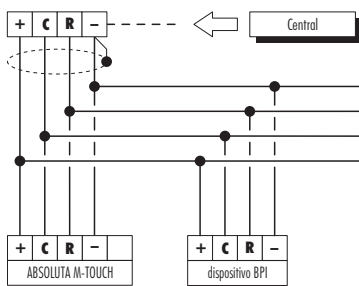 + C R –
Central
+ C R –
ABSOLUTA M-TOUCH
+ C R –
dispositivo BPI